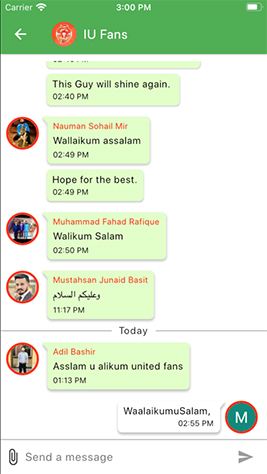 Carrier 3:00 PM
IU Fans
This Guy will shine again.
02:40 PM
Nauman Sohail Mir
Wallaikum assalam
02:49 PM
Hope for the best.
02:49 PM
Muhammad Fahad Rafique
Walikum Salam
02:50 PM
Mustahsan Junaid Basit
وعليكم السلام
11:17 PM
Today
Adil Bashir
Asslam u alikum united fans
01:13 PM
WaalaikumuSalam,
02:55 PM
M
Send a message